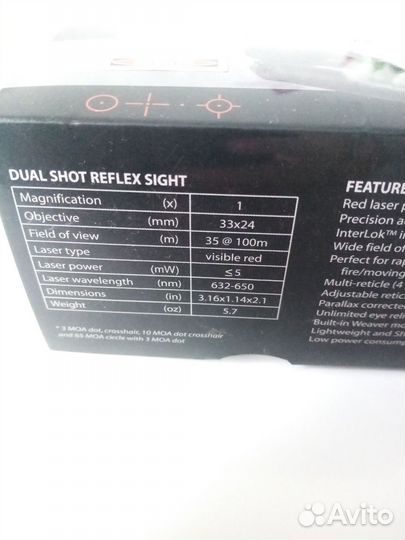 DUAL SHOT REFLEX SIGHT
Magnification (x) 1
Objective (mm) 33x24
Field of view (m) 35 @ 100m
Laser type visible red
Laser power (mW) ≤ 5
Laser wavelength (nm) 632-650
Dimensions (in) 3.16x1.14x2.1
Weight (oz) 5.7
* 3 MOA dot, crosshair, 10 MOA dot crosshair
and 65 MOA circle with 3 MOA dot
FEATURE
Red laser p
Precision a
InterLok™ i
Wide field of
Perfect for rap
fire/moving
Multi-reticle (4
Adjustable retic
Parallax corrected
Unlimited eye reli
Built-in Weaver mo
Lightweight and Sh
Low power consum
Avito